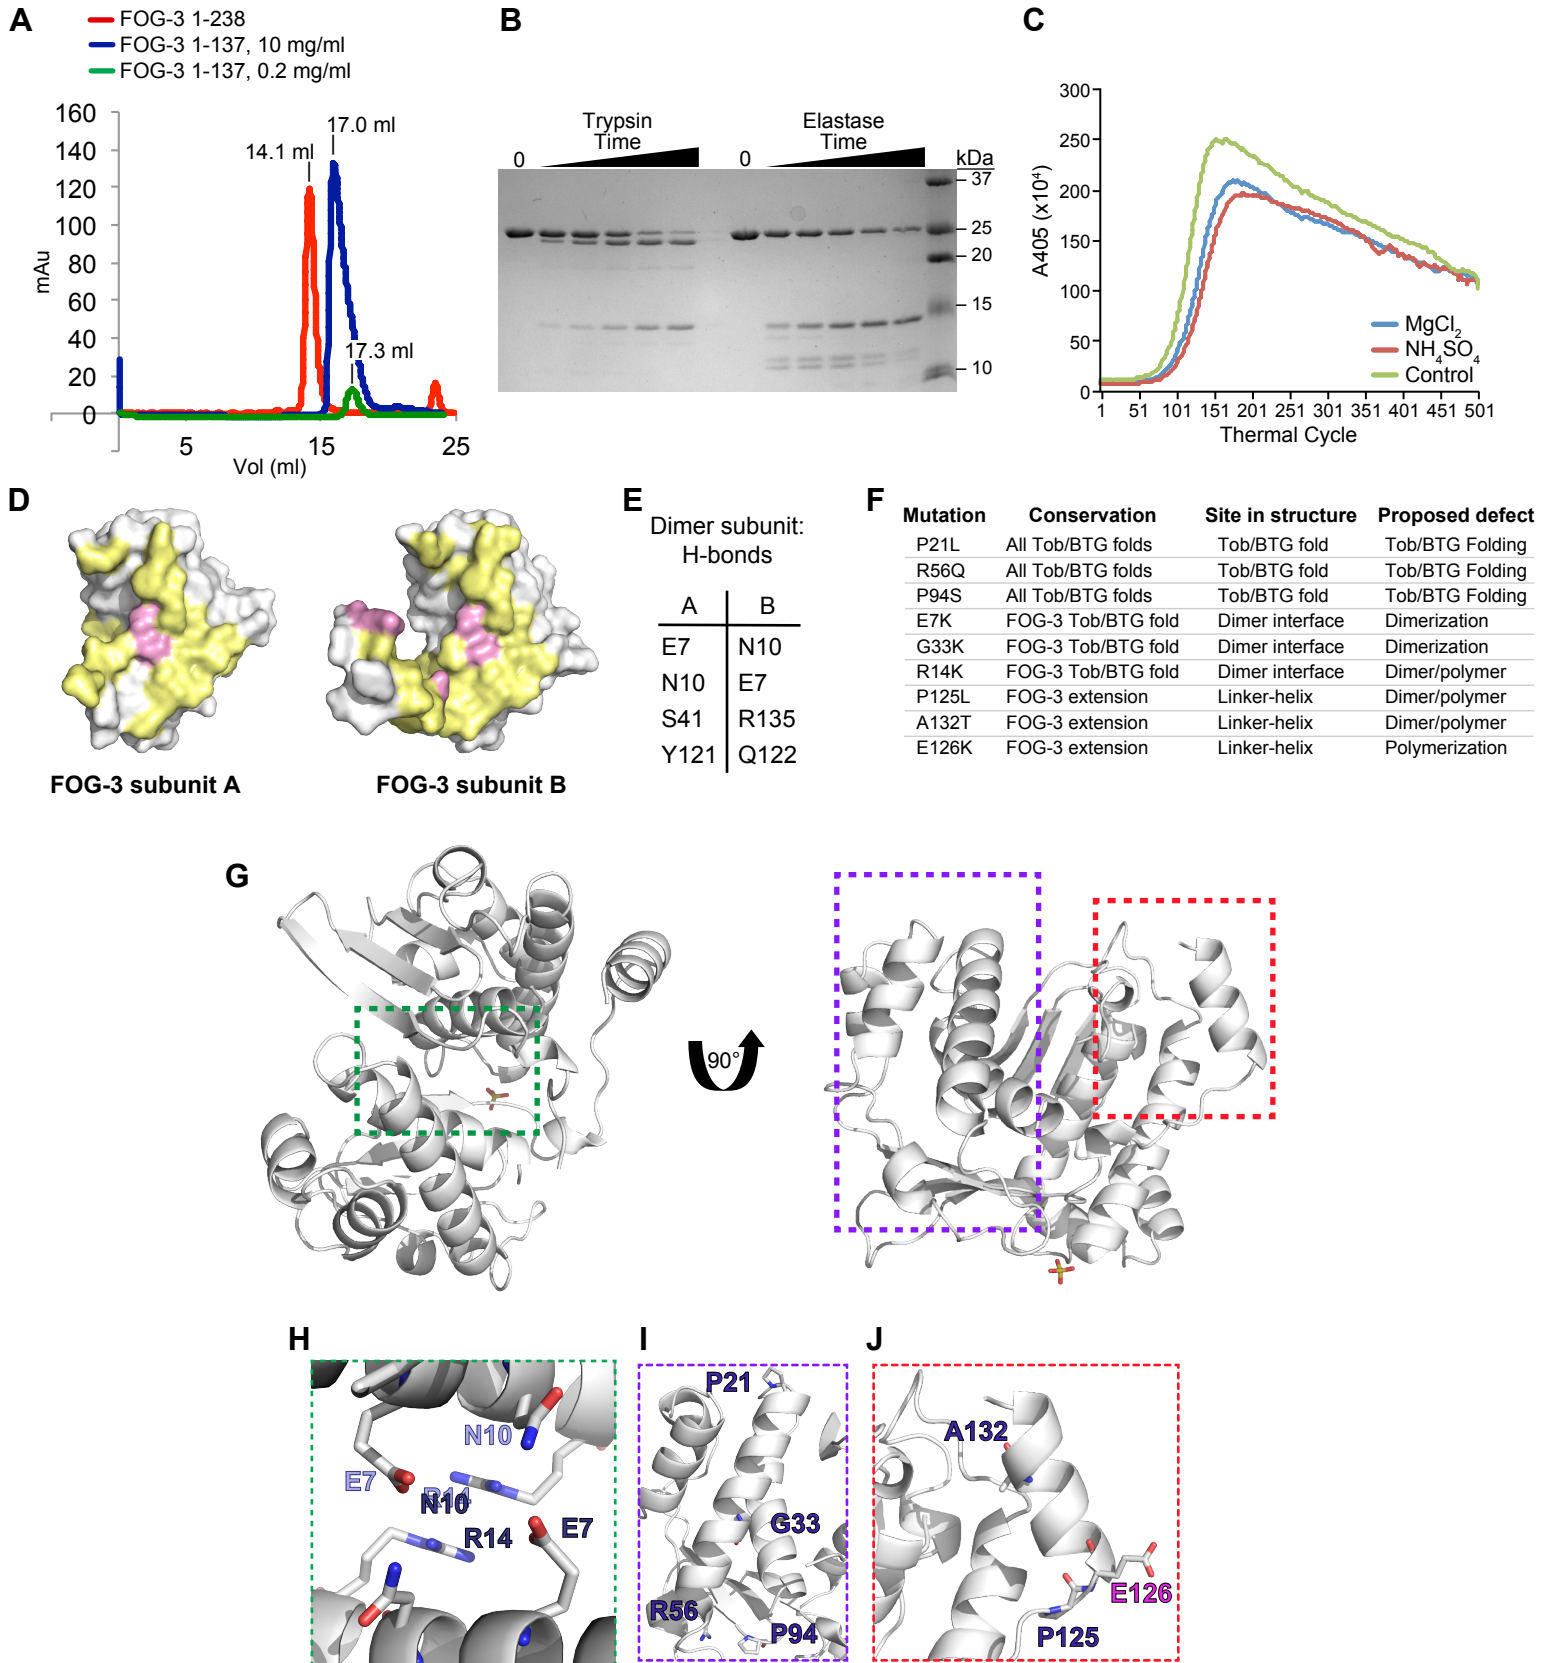 A
FOG-3 1-238
FOG-3 1-137, 10 mg/ml
FOG-3 1-137, 0.2 mg/ml
160
140
120
100
80
60
40
20
0
mAu
14.1 ml
17.0 ml
17.3 ml
5
15
25
Vol (ml)
B
Trypsin
Time
Elastase
Time
0
0
kDa
37
25
20
15
10
C
300
250
200
150
100
50
0
A405 (x10⁴)
MgCl₂
NH₄SO₄
Control
1 51 101 151 201 251 301 351 401 451 501
Thermal Cycle
D
FOG-3 subunit A
FOG-3 subunit B
E
Dimer subunit:
H-bonds
A B
E7 N10
N10 E7
S41 R135
Y121 Q122
F
Mutation Conservation Site in structure Proposed defect
P21L All Tob/BTG folds Tob/BTG fold Tob/BTG Folding
R56Q All Tob/BTG folds Tob/BTG fold Tob/BTG Folding
P94S All Tob/BTG folds Tob/BTG fold Tob/BTG Folding
E7K FOG-3 Tob/BTG fold Dimer interface Dimerization
G33K FOG-3 Tob/BTG fold Dimer interface Dimerization
R14K FOG-3 Tob/BTG fold Dimer interface Dimer/polymer
P125L FOG-3 extension Linker-helix Dimer/polymer
A132T FOG-3 extension Linker-helix Dimer/polymer
E126K FOG-3 extension Linker-helix Polymerization
G
90°
H
N10
E7
R14
N10
R14
E7
I
P21
G33
R56
P94
J
A132
E126
P125